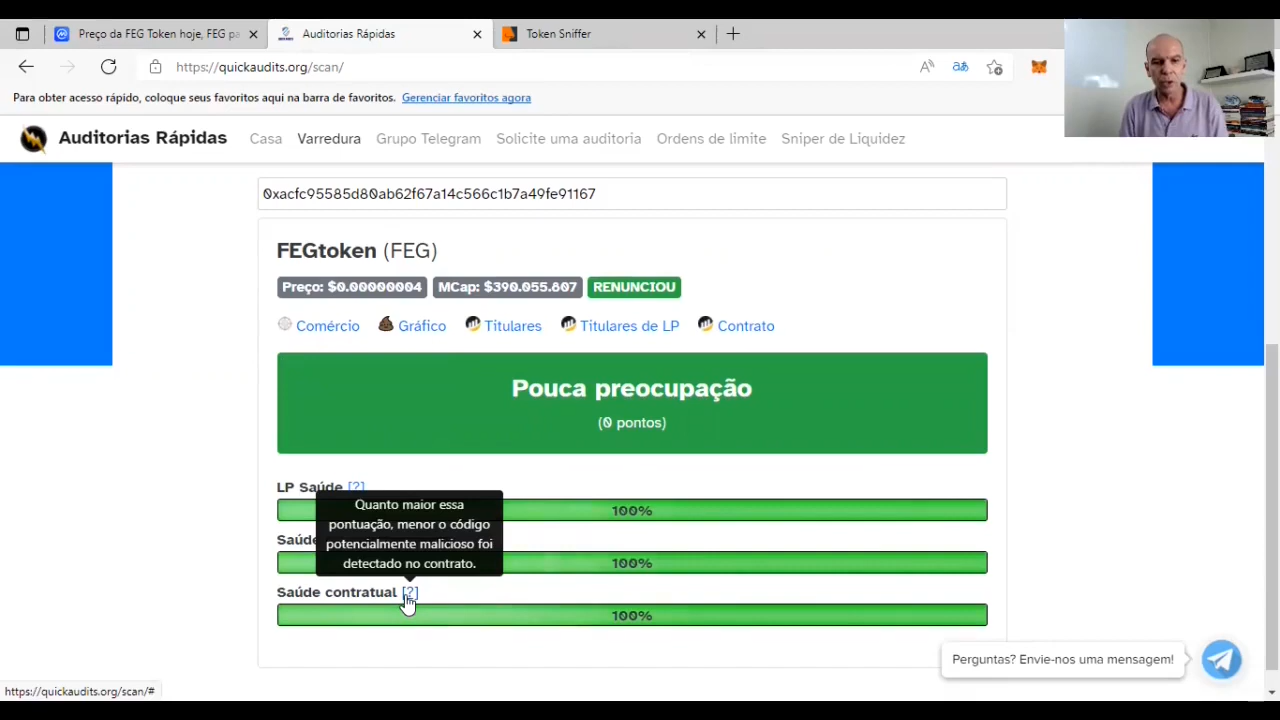 Preço da FEG Token hoje, FEG pa
Auditorias Rápidas
Token Sniffer
https://quickaudits.org/scan/
Para obter acesso rápido, coloque seus favoritos aqui na barra de favoritos. Gerenciar favoritos agora
Auditorias Rápidas Casa Varredura Grupo Telegram Solicite uma auditoria Ordens de limite Sniper de Liquidez
0xacfc95585d80ab62f67a14c566c1b7a49fe91167
FEGtoken (FEG)
Preço: $0.00000004 MCap: $390.055.607 RENUNCIOU
Comércio Gráfico Titulares Titulares de LP Contrato
Pouca preocupação
(0 pontos)
LP Saúde [?]
100%
Quanto maior essa
pontuação, menor o código
potencialmente malicioso foi
detectado no contrato.
Saúde
100%
Saúde contratual [?]
100%
Perguntas? Envie-nos uma mensagem!
https://quickaudits.org/scan/#